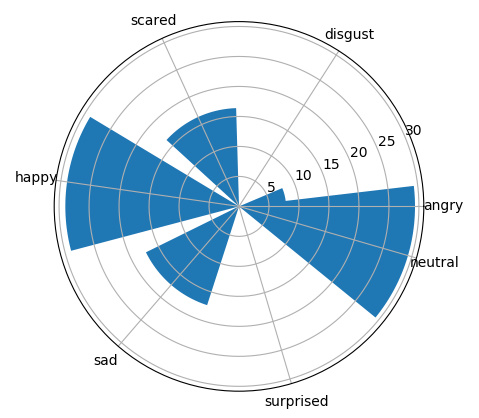 scared
disgust
30
25
20
15
10
5
happy
angry
neutral
sad
surprised